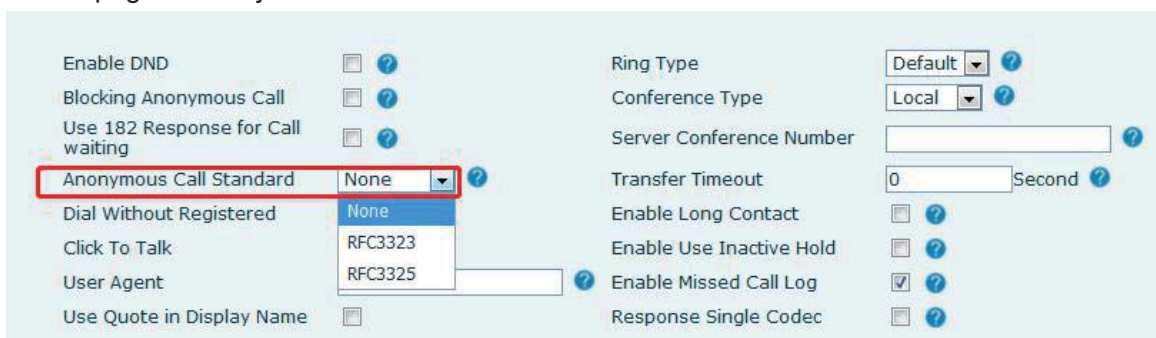 Enable DND
Ring Type
Default
Blocking Anonymous Call
Conference Type
Local
Use 182 Response for Call
waiting
Server Conference Number
Anonymous Call Standard
None
Transfer Timeout
0
Second
Dial Without Registered
None
Enable Long Contact
Click To Talk
RFC3323
Enable Use Inactive Hold
User Agent
RFC3325
Enable Missed Call Log
Use Quote in Display Name
Response Single Codec